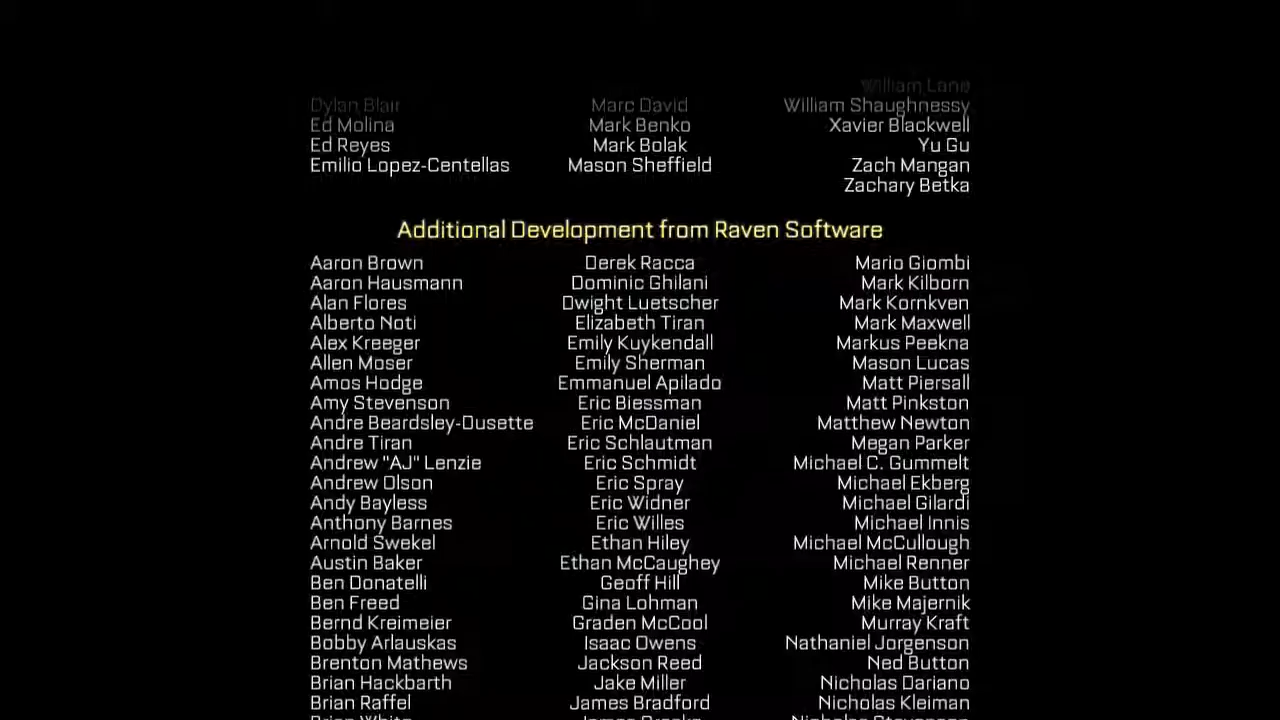 William Lane
Dylan Blair Marc David William Shaughnessy
Ed Molina Mark Benko Xavier Blackwell
Ed Reyes Mark Bolak Yu Gu
Emilio Lopez-Centellas Mason Sheffield Zach Mangan
Zachary Betka
Additional Development from Raven Software
Aaron Brown Derek Racca Mario Giombi
Aaron Hausmann Dominic Ghilani Mark Kilborn
Alan Flores Dwight Luetscher Mark Kornkven
Alberto Noti Elizabeth Tiran Mark Maxwell
Alex Kreeger Emily Kuykendall Markus Peekna
Allen Moser Emily Sherman Mason Lucas
Amos Hodge Emmanuel Apilado Matt Piersall
Amy Stevenson Eric Biessman Matt Pinkston
Andre Beardsley-Dusette Eric McDaniel Matthew Newton
Andre Tiran Eric Schlautman Megan Parker
Andrew "AJ" Lenzie Eric Schmidt Michael C. Gummelt
Andrew Olson Eric Spray Michael Ekberg
Andy Bayless Eric Widner Michael Gilardi
Anthony Barnes Eric Willes Michael Innis
Arnold Swekel Ethan Hiley Michael McCullough
Austin Baker Ethan McCaughey Michael Renner
Ben Donatelli Geoff Hill Mike Button
Ben Freed Gina Lohman Mike Majernik
Bernd Kreimeier Graden McCool Murray Kraft
Bobby Arlauskas Isaac Owens Nathaniel Jorgenson
Brenton Mathews Jackson Reed Ned Button
Brian Hackbarth Jake Miller Nicholas Dariano
Brian Raffel James Bradford Nicholas Kleiman
Brian James Nicholas